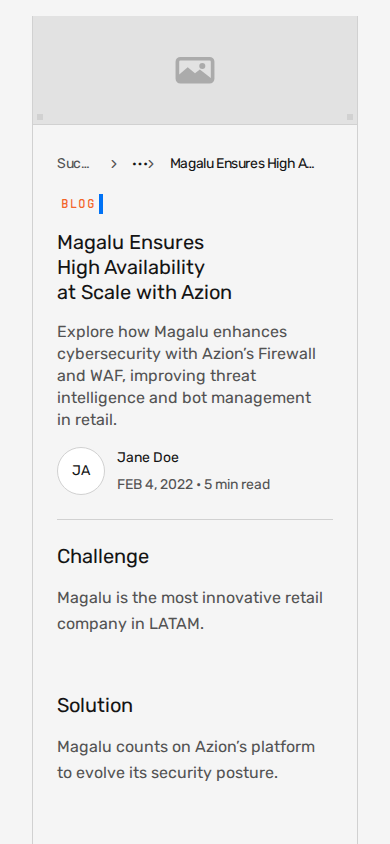 Suc... > ...> Magalu Ensures High A...
BLOG
Magalu Ensures
High Availability
at Scale with Azion
Explore how Magalu enhances
cybersecurity with Azion's Firewall
and WAF, improving threat
intelligence and bot management
in retail.
JA
Jane Doe
FEB 4, 2022 • 5 min read
Challenge
Magalu is the most innovative retail
company in LATAM.
Solution
Magalu counts on Azion's platform
to evolve its security posture.